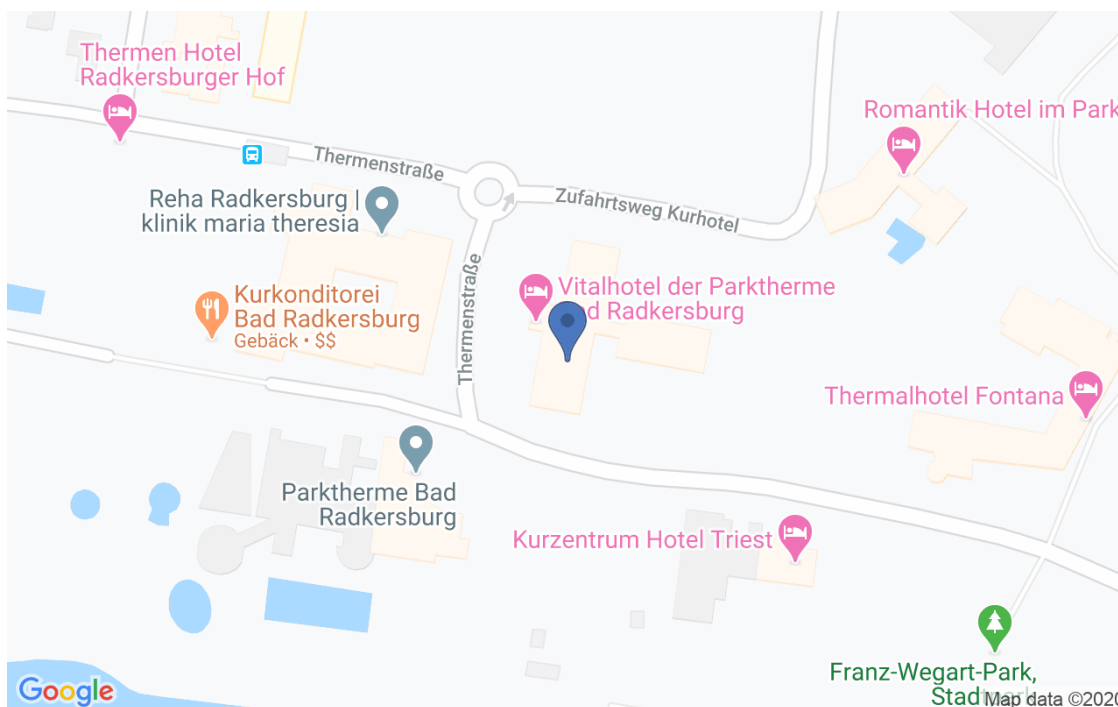 Thermen Hotel
Radkersburger Hof
Romantik Hotel im Park
Thermenstraße
Reha Radkersburg |
klinik maria theresia
Zufahrtsweg Kurhotel
Thermenstraße
Kurkonditorei
Bad Radkersburg
Gebäck • $$
Vitalhotel der Parktherme
Radkersburg
Thermalhotel Fontana
Parktherme Bad
Radkersburg
Kurzentrum Hotel Triest
Franz-Wegart-Park,
Google
Map data ©2020